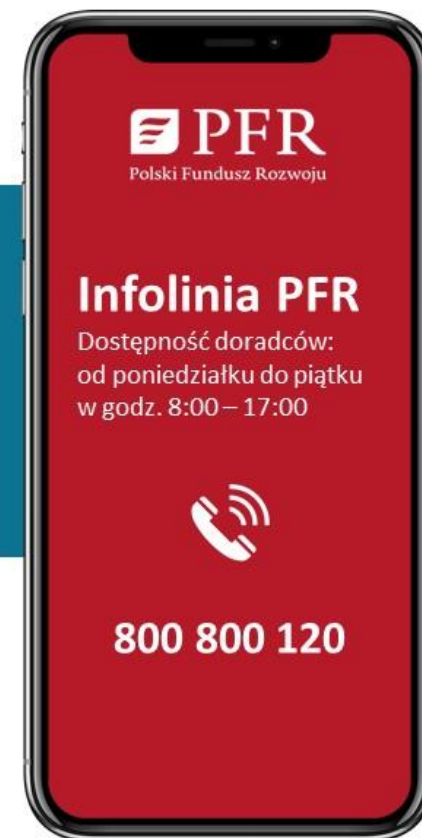 PFR
Polski Fundusz Rozwoju
Infolinia PFR
Dostępność doradców:
od poniedziałku do piątku
w godz. 8:00 – 17:00
800 800 120